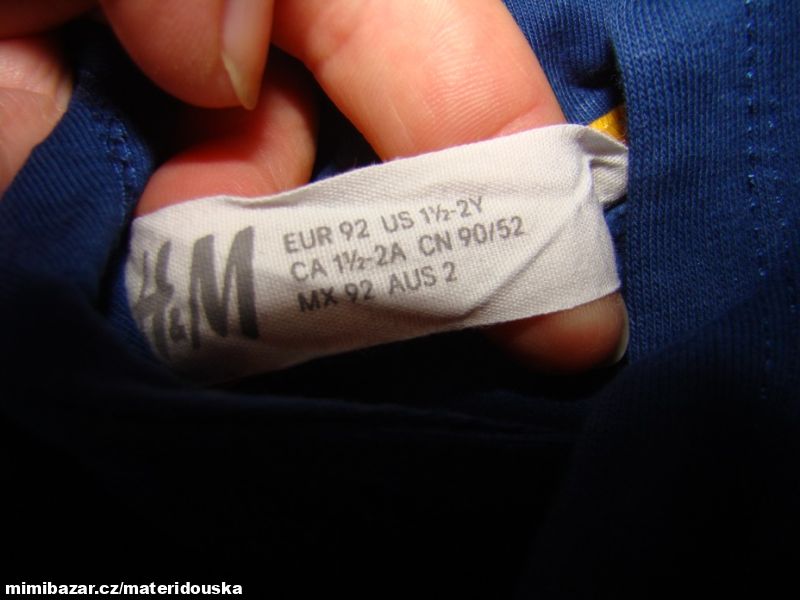 H&M
EUR 92 US 1½-2Y
CA 1½-2A CN 90/52
MX 92 AUS 2
mimibazar.cz/materidouska